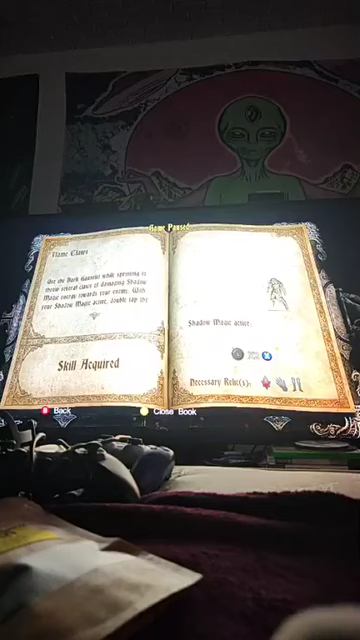 Game Paused
Flame Claws
Use the Dark Gauntlet while sprinting to
throw several claws of damaging Shadow
Magic energy towards your enemy. With
your Shadow Magic active, double tap the
Skill Acquired
Shadow Magic active.
Necessary Relic(s):
B Back
Close Book